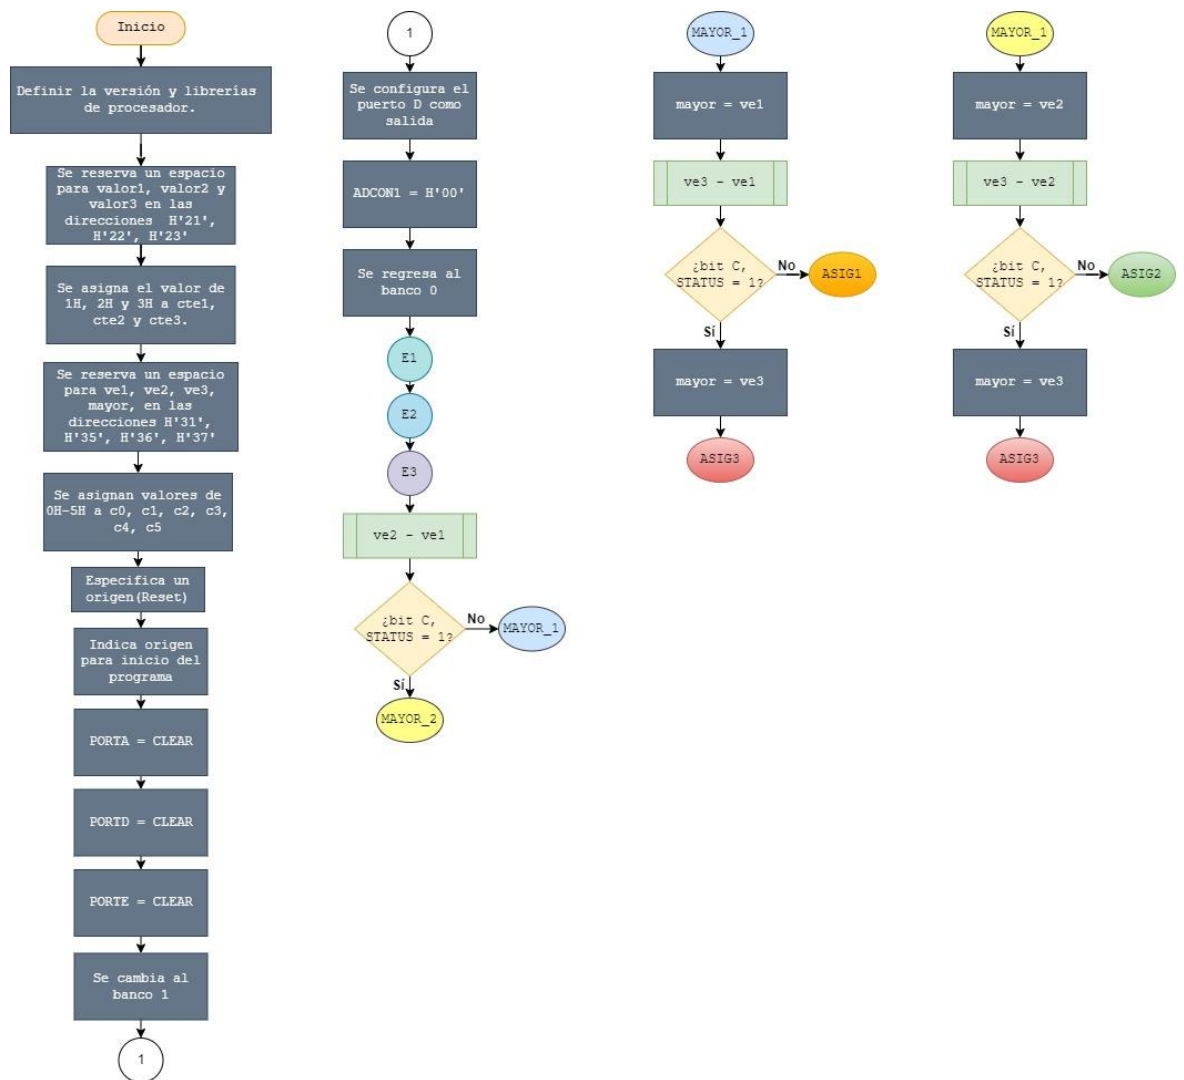 Inicio
Definir la versión y librerías
de procesador.
Se reserva un espacio
para valor1, valor2 y
valor3 en las
direcciones H'21',
H'22', H'23'
Se asigna el valor de
1H, 2H y 3H a cte1,
cte2 y cte3.
Se reserva un espacio
para ve1, ve2, ve3,
mayor, en las
direcciones H'31',
H'35', H'36', H'37'
Se asignan valores de
0H-5H a c0, c1, c2, c3,
c4, c5
Especifica un
origen(Reset)
Indica origen
para inicio del
programa
PORTA = CLEAR
PORTD = CLEAR
PORTE = CLEAR
Se cambia al
banco 1
1
1
Se configura el
puerto D como
salida
ADCON1 = H'00'
Se regresa al
banco 0
E1
E2
E3
ve2 - ve1
¿bit C,
STATUS = 1?
No
MAYOR_1
Sí
MAYOR_2
MAYOR_1
mayor = ve1
ve3 - ve1
¿bit C,
STATUS = 1?
No
ASIG1
Sí
mayor = ve3
ASIG3
MAYOR_1
mayor = ve2
ve3 - ve2
¿bit C,
STATUS = 1?
No
ASIG2
Sí
mayor = ve3
ASIG3